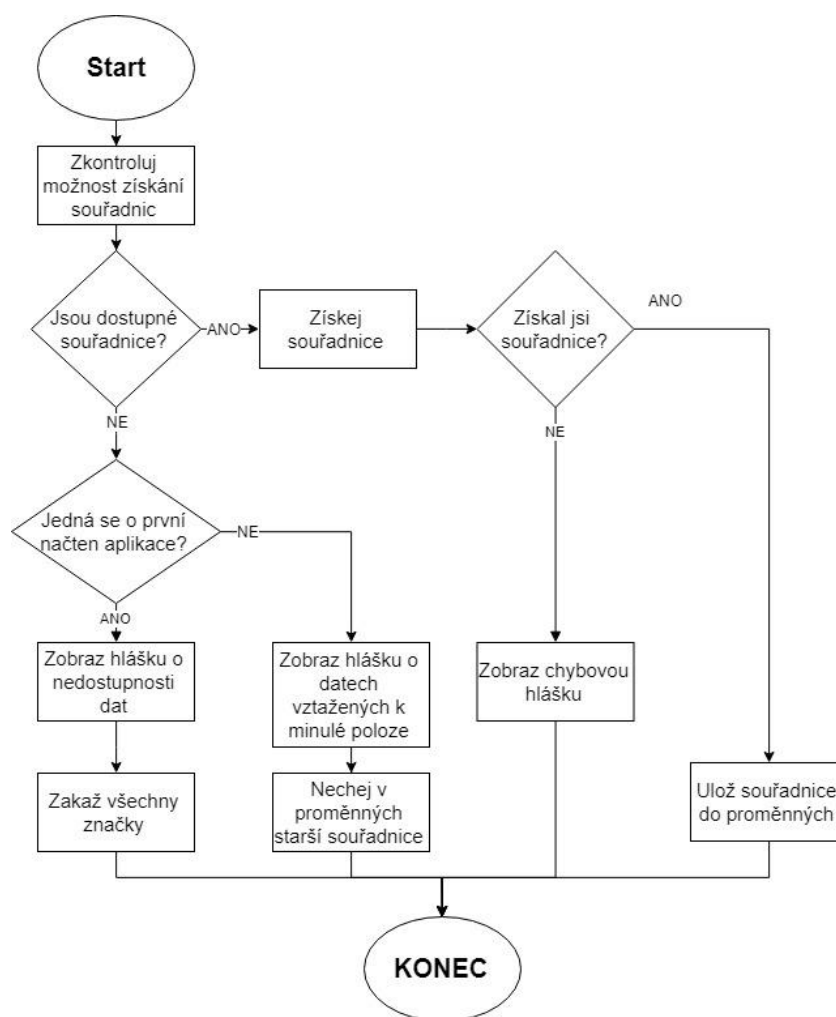 Start
Zkontroluj
možnost získání
souřadnic
Jsou dostupné
souřadnice?
ANO
Získej
souřadnice
Získal jsi
souřadnice?
ANO
NE
NE
Jedná se o první
načten aplikace?
NE
ANO
Zobraz hlášku o
nedostupnosti
dat
Zobraz hlášku o
datech
vztažených k
minulé poloze
Zobraz chybovou
hlášku
Zakaž všechny
značky
Nechej v
proměnných
starší souřadnice
Ulož souřadnice
do proměnných
KONEC